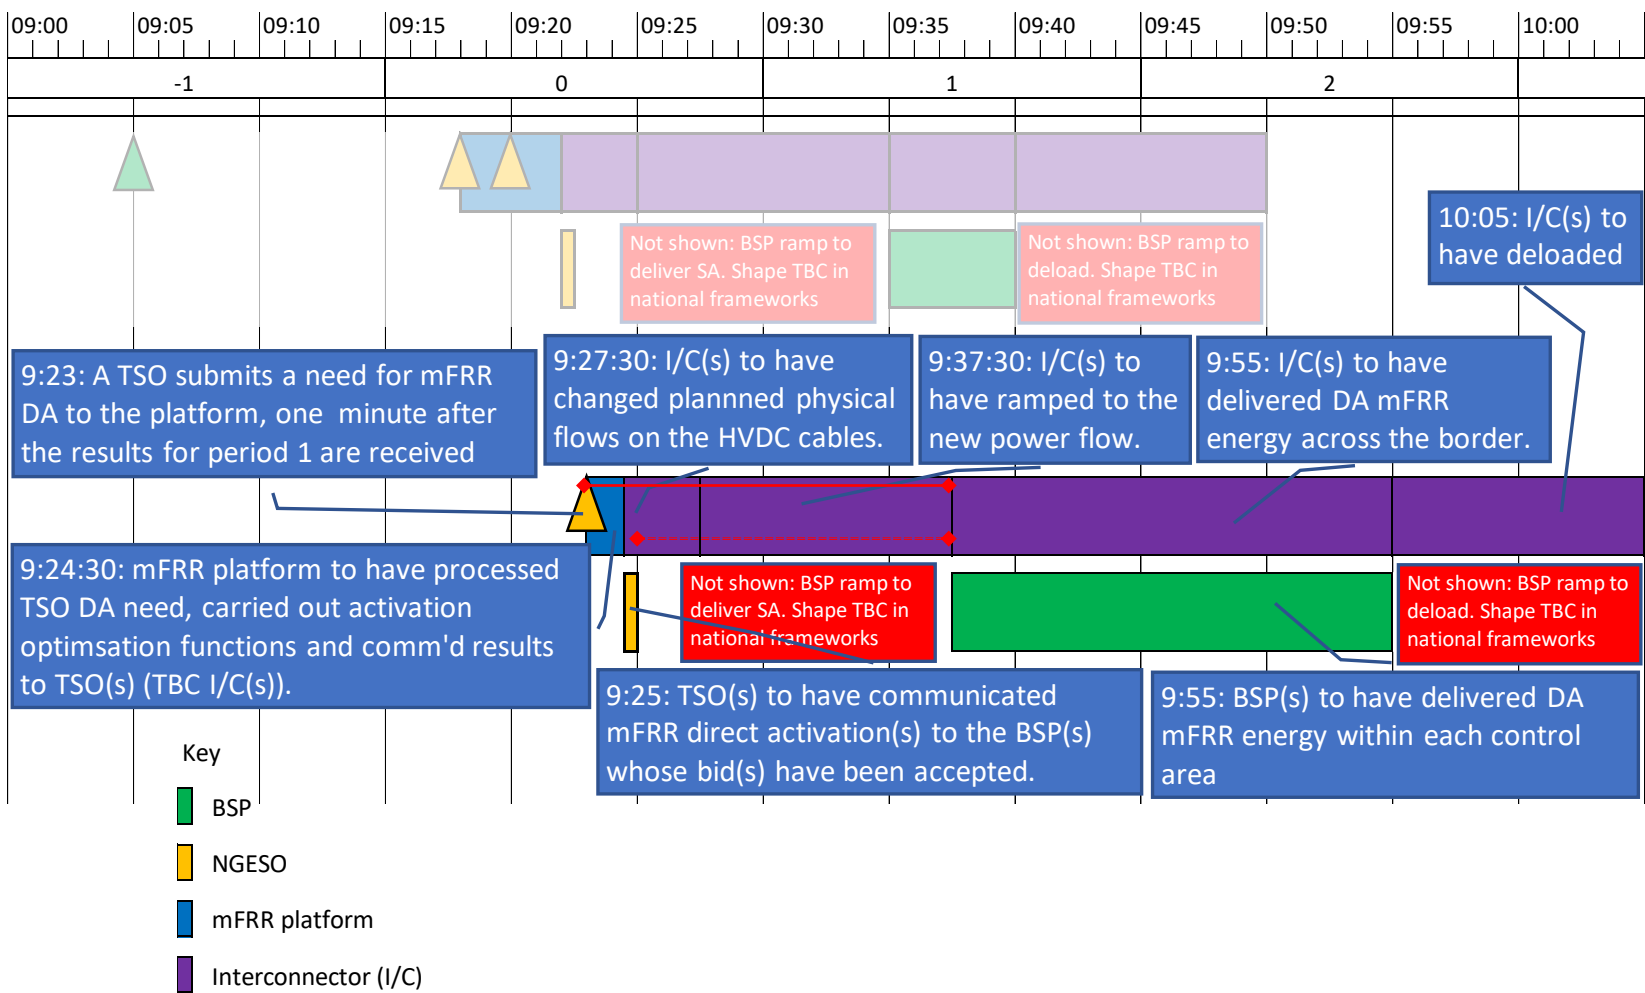 09:00 09:05 09:10 09:15 09:20 09:25 09:30 09:35 09:40 09:45 09:50 09:55 10:00
-1 0 1 2
Not shown: BSP ramp to
deliver SA. Shape TBC in
national frameworks
Not shown: BSP ramp to
deload. Shape TBC in
national frameworks
10:05: I/C(s) to
have deloaded
9:23: A TSO submits a need for mFRR
DA to the platform, one minute after
the results for period 1 are received
9:27:30: I/C(s) to have
changed plannned physical
flows on the HVDC cables.
9:37:30: I/C(s) to
have ramped to the
new power flow.
9:55: I/C(s) to have
delivered DA mFRR
energy across the border.
9:24:30: mFRR platform to have processed
TSO DA need, carried out activation
optimsation functions and comm'd results
to TSO(s) (TBC I/C(s)).
Not shown: BSP ramp to
deliver SA. Shape TBC in
national frameworks
Not shown: BSP ramp to
deload. Shape TBC in
national frameworks
9:25: TSO(s) to have communicated
mFRR direct activation(s) to the BSP(s)
whose bid(s) have been accepted.
9:55: BSP(s) to have delivered DA
mFRR energy within each control
area
Key
BSP
NGESO
mFRR platform
Interconnector (I/C)